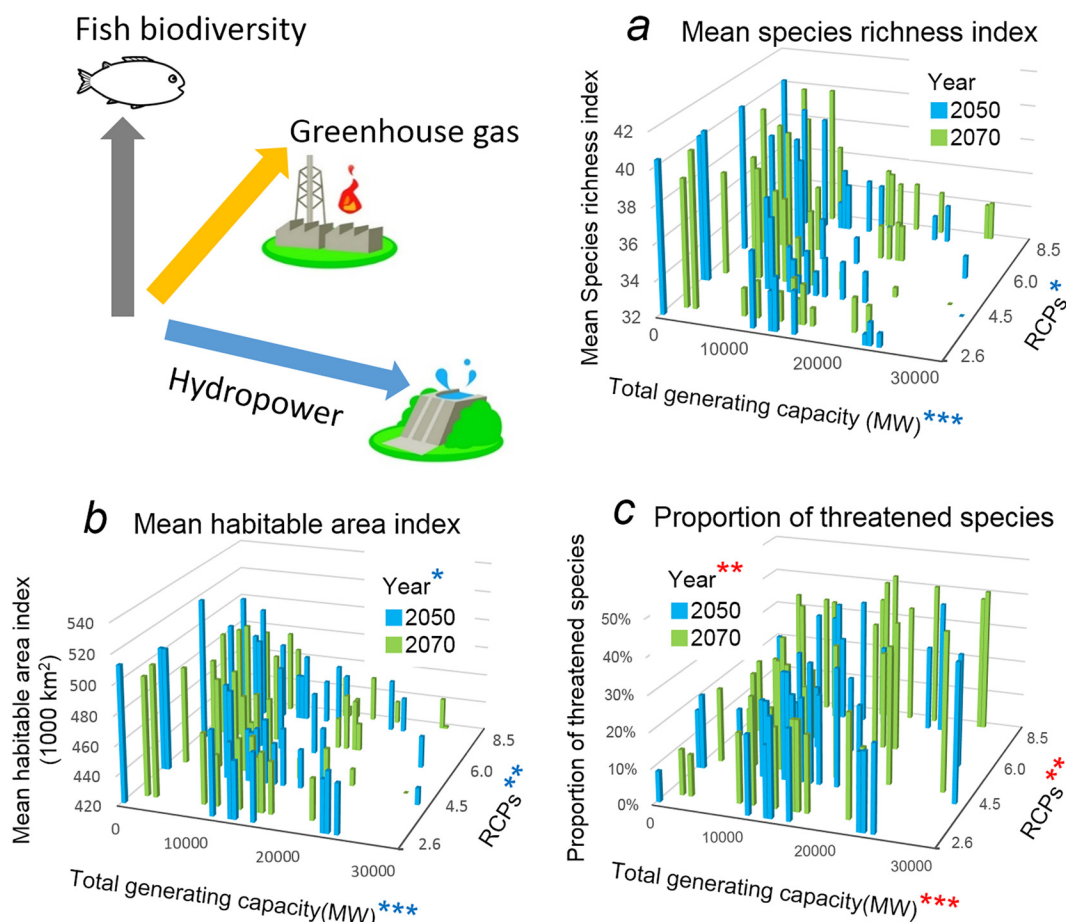 Fish biodiversity
Greenhouse gas
Hydropower
a Mean species richness index
Year
2050
2070
Mean Species richness index
42
40
38
36
34
32
0
10000
20000
30000
Total generating capacity (MW)***
8.5
6.0
4.5
2.6
RCPs*
b Mean habitable area index
Year*
2050
2070
Mean habitable area index
(1000 km²)
540
520
500
480
460
440
420
0
10000
20000
30000
Total generating capacity(MW)***
8.5
6.0
4.5
2.6
RCPs**
c Proportion of threatened species
Year**
2050
2070
Proportion of threatened species
50%
40%
30%
20%
10%
0%
0
10000
20000
30000
Total generating capacity(MW)***
8.5
6.0
4.5
2.6
RCPs**